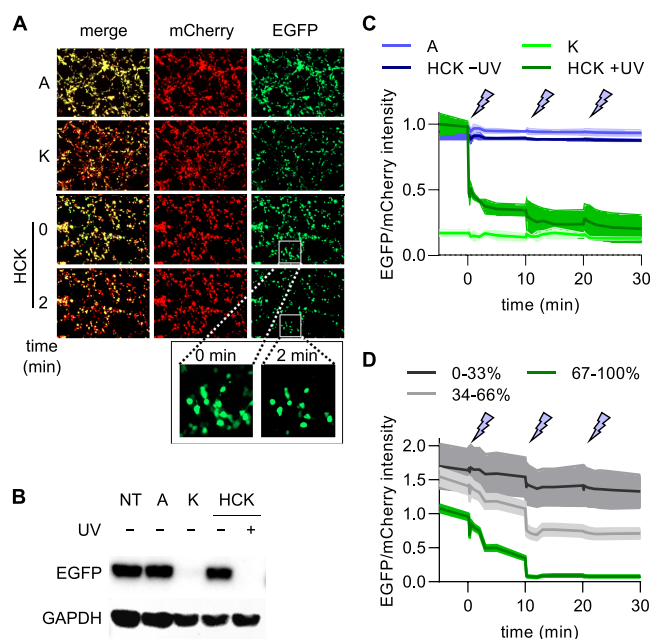 A
merge mCherry EGFP
A
K
HCK
0
2
time
(min)
0 min 2 min
B
NT A K HCK
UV – – – – +
EGFP
GAPDH
C
A K
HCK −UV HCK +UV
EGFP/mCherry intensity
1.0
0.5
0.0
0 10 20 30
time (min)
D
0-33% 67-100%
34-66%
EGFP/mCherry intensity
2.0
1.5
1.0
0.5
0.0
0 10 20 30
time (min)